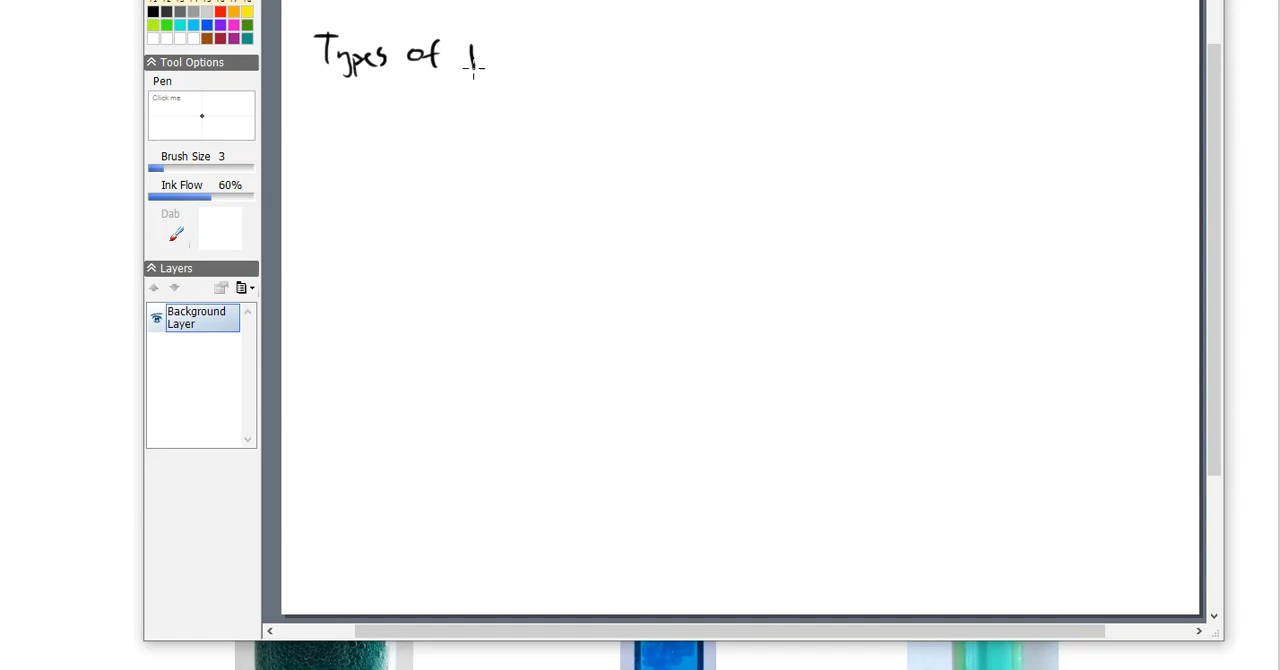 Tool Options
Pen
Click me
Brush Size 3
Ink Flow 60%
Dab
Layers
Background
Layer
Types of